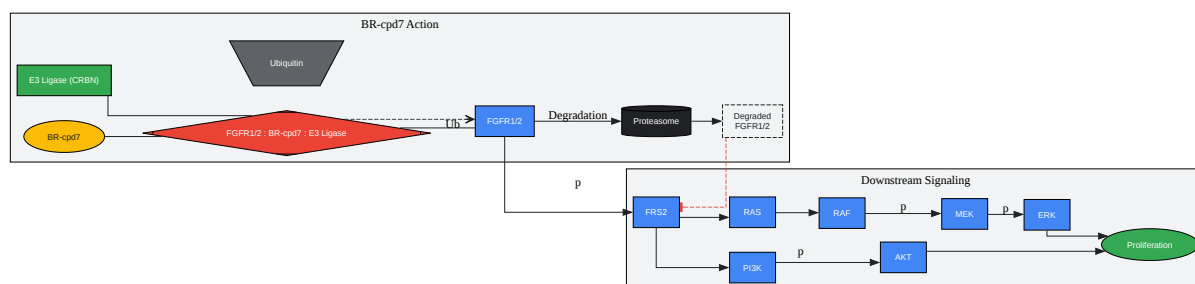 BR-cpd7 Action
Ubiquitin
E3 Ligase (CRBN)
BR-cpd7
FGFR1/2 : BR-cpd7 : E3 Ligase
Ub
FGFR1/2
Degradation
Proteasome
Degraded
FGFR1/2
p
Downstream Signaling
FRS2
RAS
RAF
p
MEK
p
ERK
Proliferation
PI3K
p
AKT